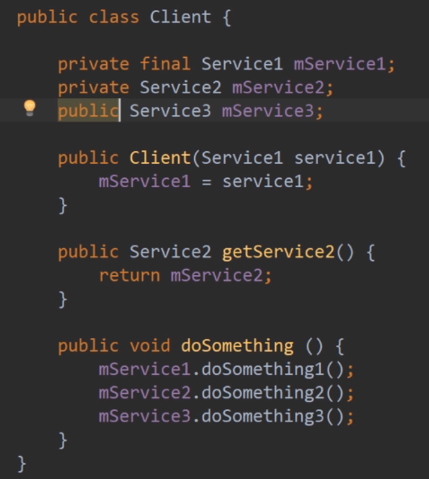 public class Client {
private final Service1 mService1;
private Service2 mService2;
public Service3 mService3;
public Client(Service1 service1) {
mService1 = service1;
}
public Service2 getService2() {
return mService2;
}
public void doSomething () {
mService1.doSomething1();
mService2.doSomething2();
mService3.doSomething3();
}
}